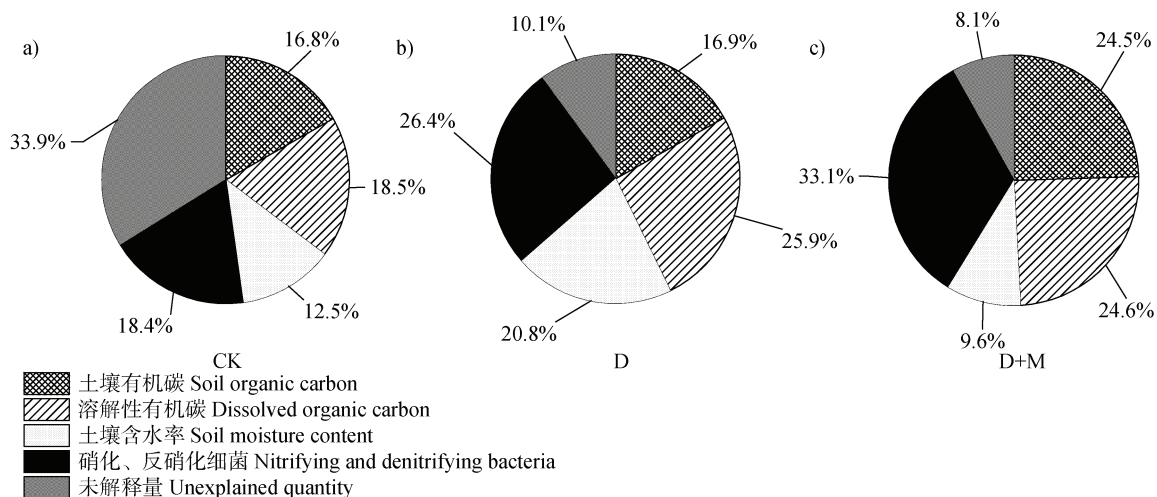 a)
16.8%
18.5%
12.5%
18.4%
33.9%
CK
b)
16.9%
25.9%
20.8%
26.4%
10.1%
D
c)
24.5%
24.6%
9.6%
33.1%
8.1%
D+M
土壤有机碳 Soil organic carbon
溶解性有机碳 Dissolved organic carbon
土壤含水率 Soil moisture content
硝化、反硝化细菌 Nitrifying and denitrifying bacteria
未解释量 Unexplained quantity